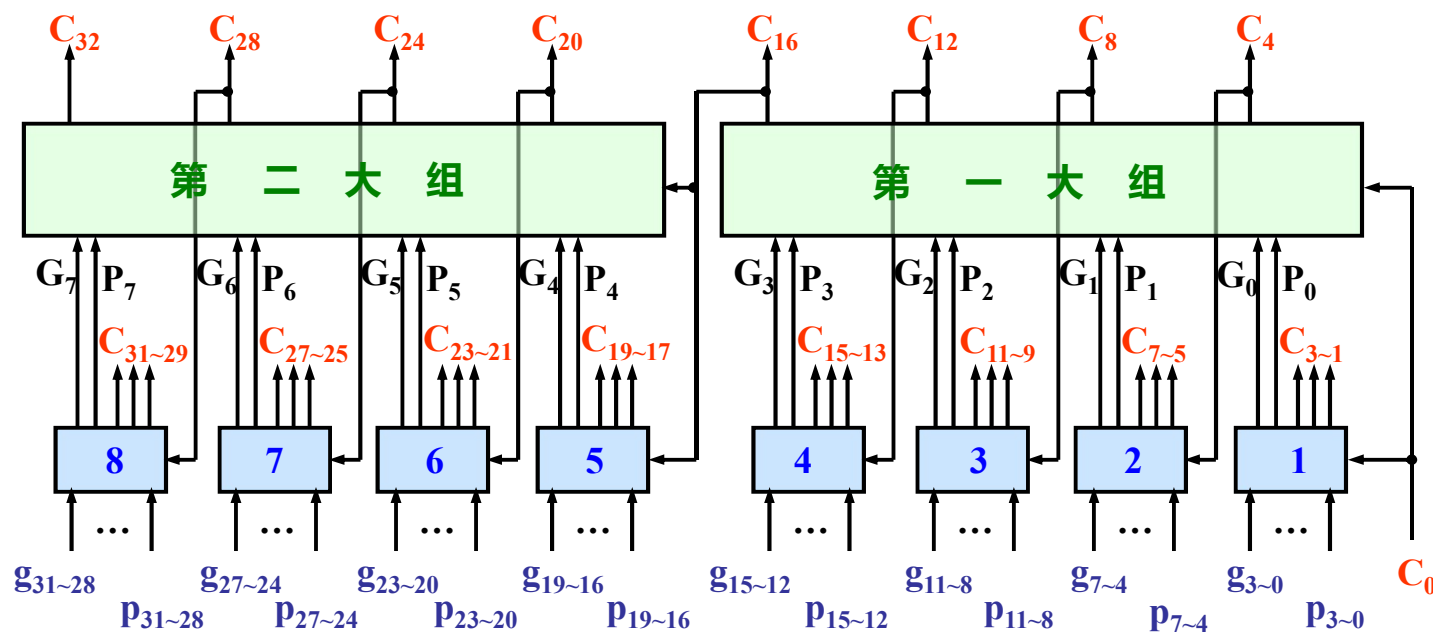 C32 C28 C24 C20 C16 C12 C8 C4
第二大组 第一大组
G7 P7 G6 P6 G5 P5 G4 P4 G3 P3 G2 P2 G1 P1 G0 P0
C31~29 C27~25 C23~21 C19~17 C15~13 C11~9 C7~5 C3~1
8 7 6 5 4 3 2 1
... ... ... ... ... ... ... ...
g31~28 g27~24 g23~20 g19~16 g15~12 g11~8 g7~4 g3~0 C0
p31~28 p27~24 p23~20 p19~16 p15~12 p11~8 p7~4 p3~0